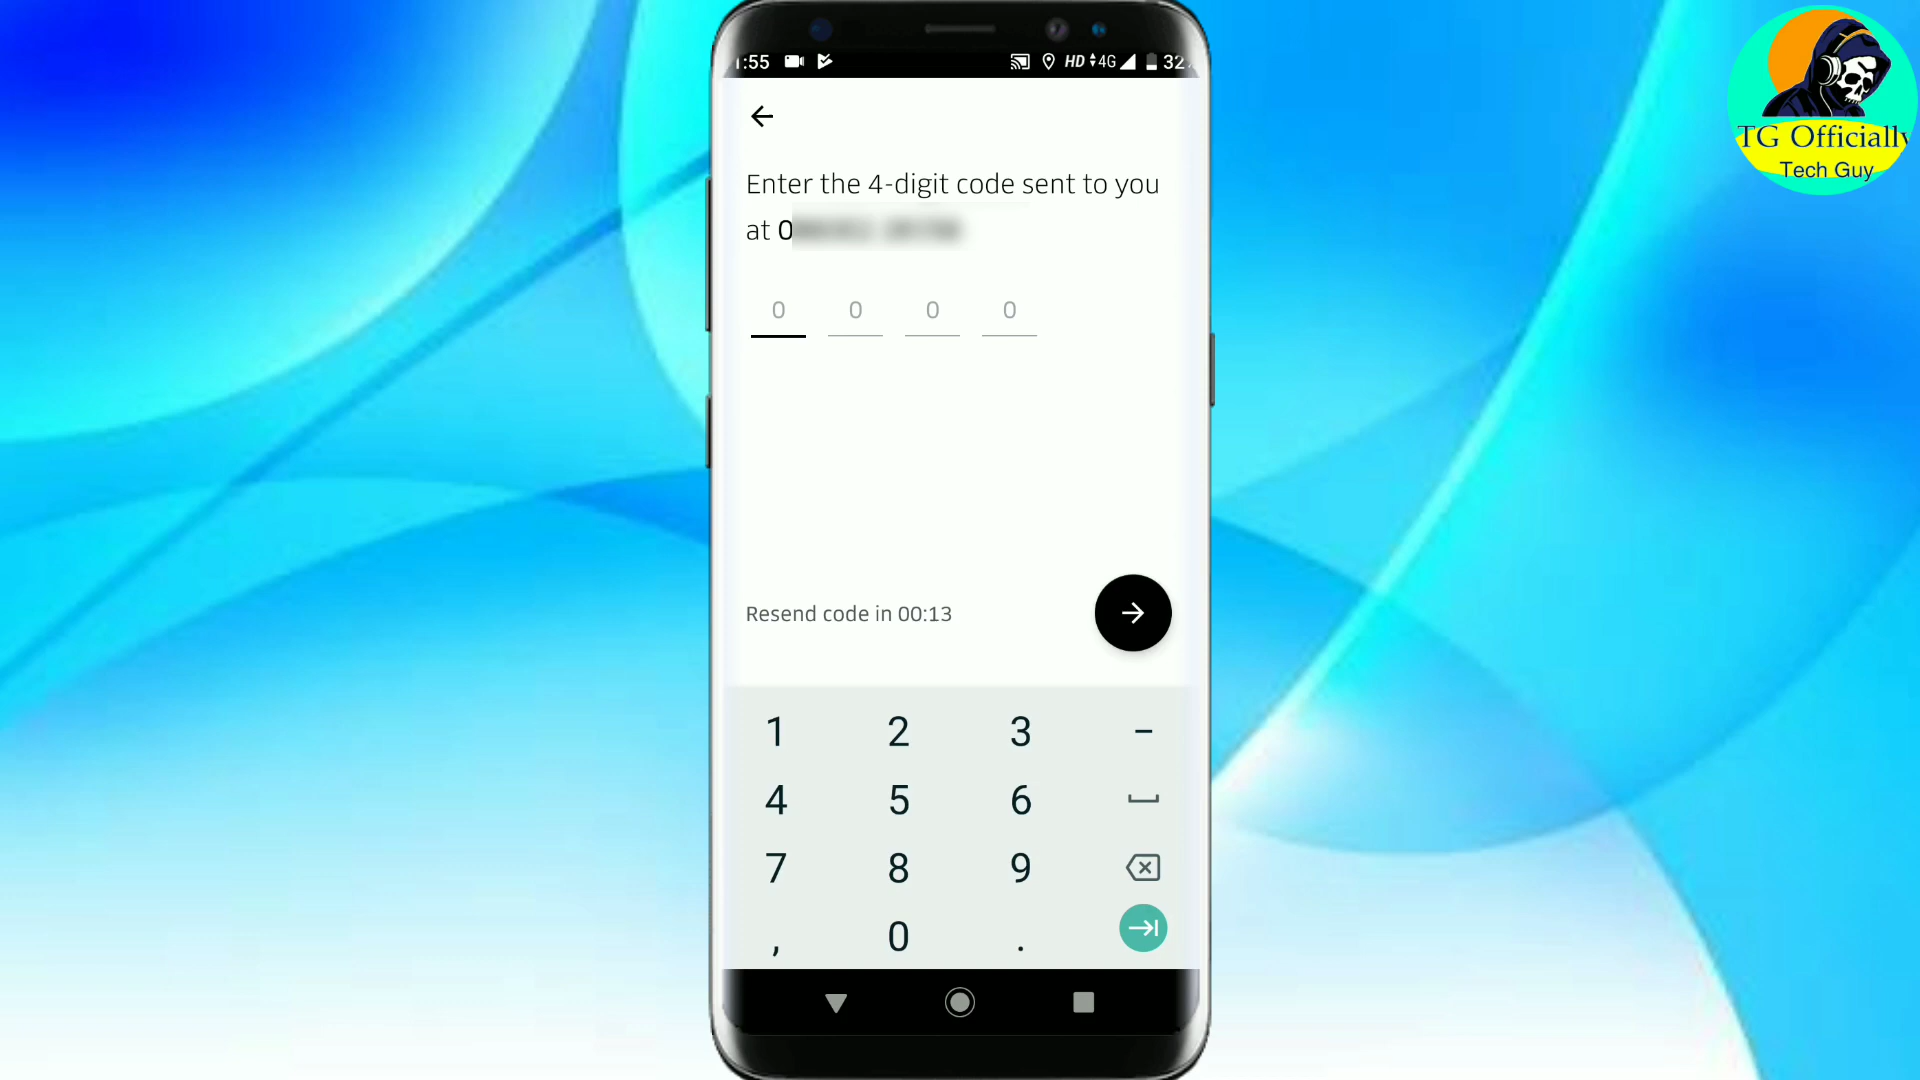 :55 HD 4G 32
TG Officially
Tech Guy
Enter the 4-digit code sent to you
at 0
0 0 0 0
Resend code in 00:13
1 2 3 -
4 5 6
7 8 9
, 0 .